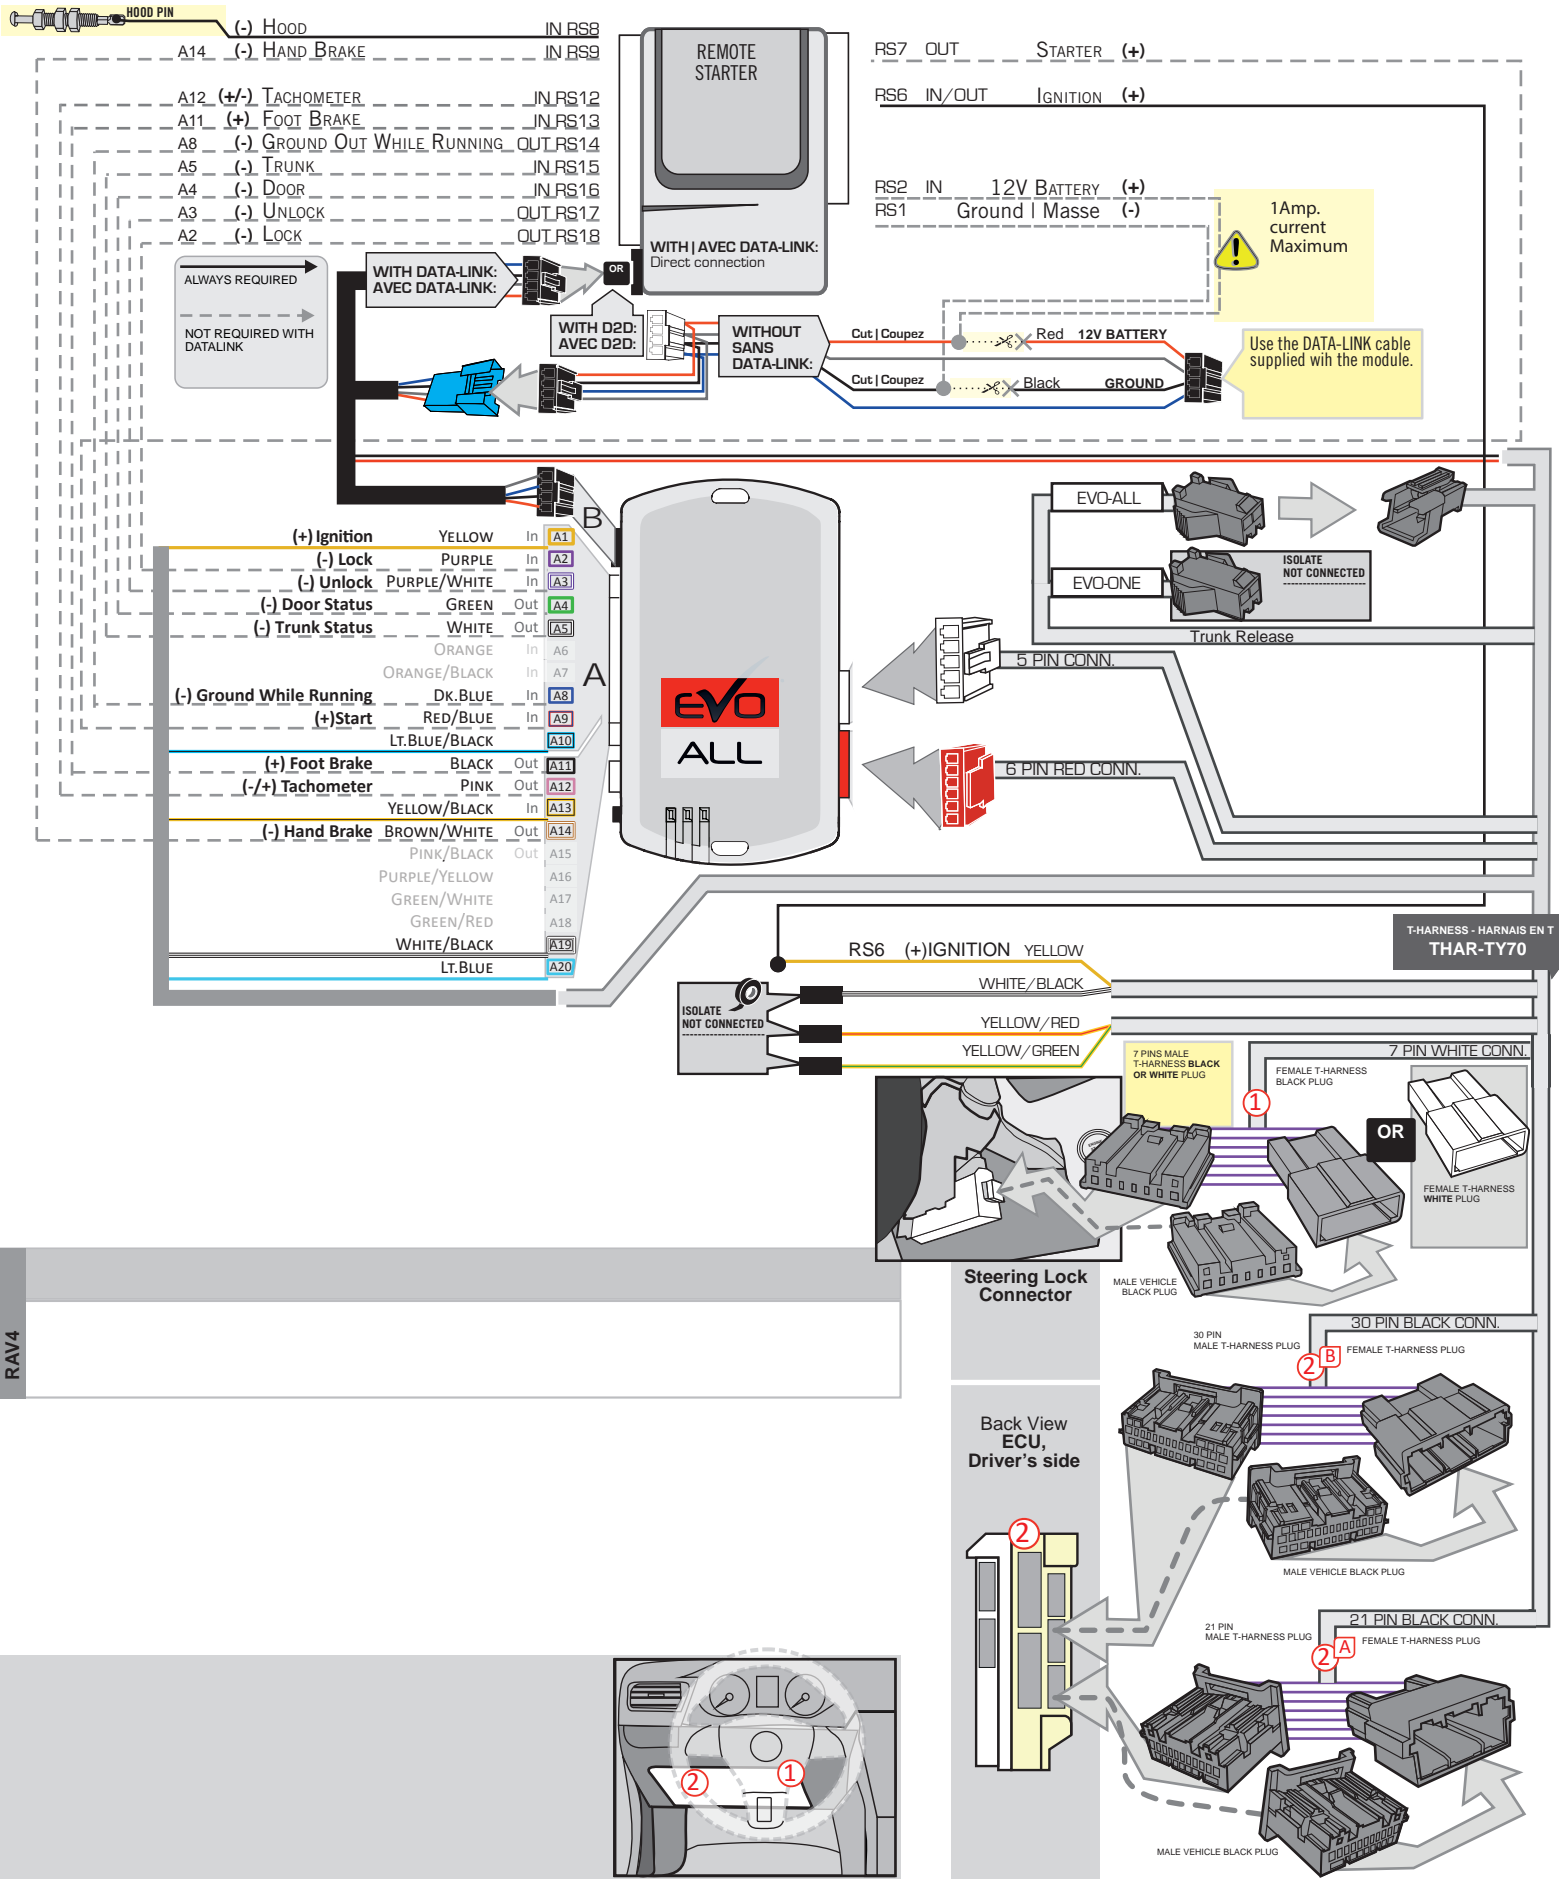 HOOD PIN
(-) HOOD IN RS8
A14 (-) HAND BRAKE IN RS9
A12 (+/-) TACHOMETER IN RS12
A11 (+) FOOT BRAKE IN RS13
A8 (-) GROUND OUT WHILE RUNNING OUT RS14
A5 (-) TRUNK IN RS15
A4 (-) DOOR IN RS16
A3 (-) UNLOCK OUT RS17
A2 (-) LOCK OUT RS18
REMOTE
STARTER
WITH | AVEC DATA-LINK:
Direct connection
RS7 OUT STARTER (+)
RS6 IN/OUT IGNITION (+)
RS2 IN 12V BATTERY (+)
RS1 Ground | Masse (-)
1Amp.
current
Maximum
ALWAYS REQUIRED
NOT REQUIRED WITH
DATALINK
WITH DATA-LINK:
AVEC DATA-LINK:
OR
WITH D2D:
AVEC D2D:
WITHOUT
SANS
DATA-LINK:
Cut | Coupez Red 12V BATTERY
Cut | Coupez Black GROUND
Use the DATA-LINK cable
supplied wih the module.
B
A
(+) Ignition YELLOW In A1
(-) Lock PURPLE In A2
(-) Unlock PURPLE/WHITE In A3
(-) Door Status GREEN Out A4
(-) Trunk Status WHITE Out A5
ORANGE In A6
ORANGE/BLACK In A7
(-) Ground While Running DK.BLUE In A8
(+)Start RED/BLUE In A9
LT.BLUE/BLACK A10
(+) Foot Brake BLACK Out A11
(-/+) Tachometer PINK Out A12
YELLOW/BLACK In A13
(-) Hand Brake BROWN/WHITE Out A14
PINK/BLACK Out A15
PURPLE/YELLOW A16
GREEN/WHITE A17
GREEN/RED A18
WHITE/BLACK A19
LT.BLUE A20
EVO
ALL
EVO-ALL
EVO-ONE
ISOLATE
NOT CONNECTED
Trunk Release
5 PIN CONN.
6 PIN RED CONN.
T-HARNESS - HARNAIS EN T
THAR-TY70
RS6 (+)IGNITION YELLOW
WHITE/BLACK
YELLOW/RED
YELLOW/GREEN
ISOLATE
NOT CONNECTED
7 PINS MALE
T-HARNESS BLACK
OR WHITE PLUG
7 PIN WHITE CONN.
FEMALE T-HARNESS
BLACK PLUG
1
OR
FEMALE T-HARNESS
WHITE PLUG
MALE VEHICLE
BLACK PLUG
Steering Lock
Connector
RAV4
30 PIN BLACK CONN.
30 PIN
MALE T-HARNESS PLUG
2 B
FEMALE T-HARNESS PLUG
MALE VEHICLE BLACK PLUG
Back View
ECU,
Driver's side
2
21 PIN BLACK CONN.
21 PIN
MALE T-HARNESS PLUG
2 A
FEMALE T-HARNESS PLUG
MALE VEHICLE BLACK PLUG
2
1